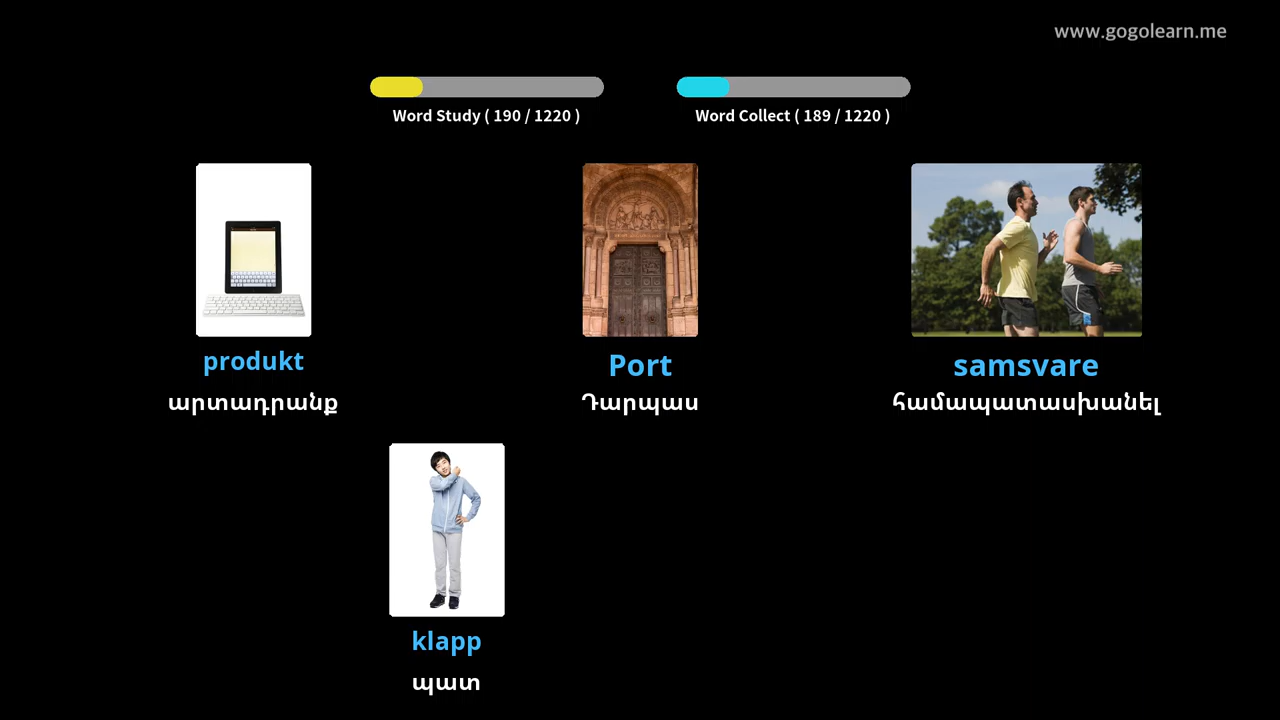 www.gogolearn.me
Word Study ( 190 / 1220 )
Word Collect ( 189 / 1220 )
produkt
Port
samsvare
արտադրանք
Դարպաս
համապատասխանել
klapp
պատ